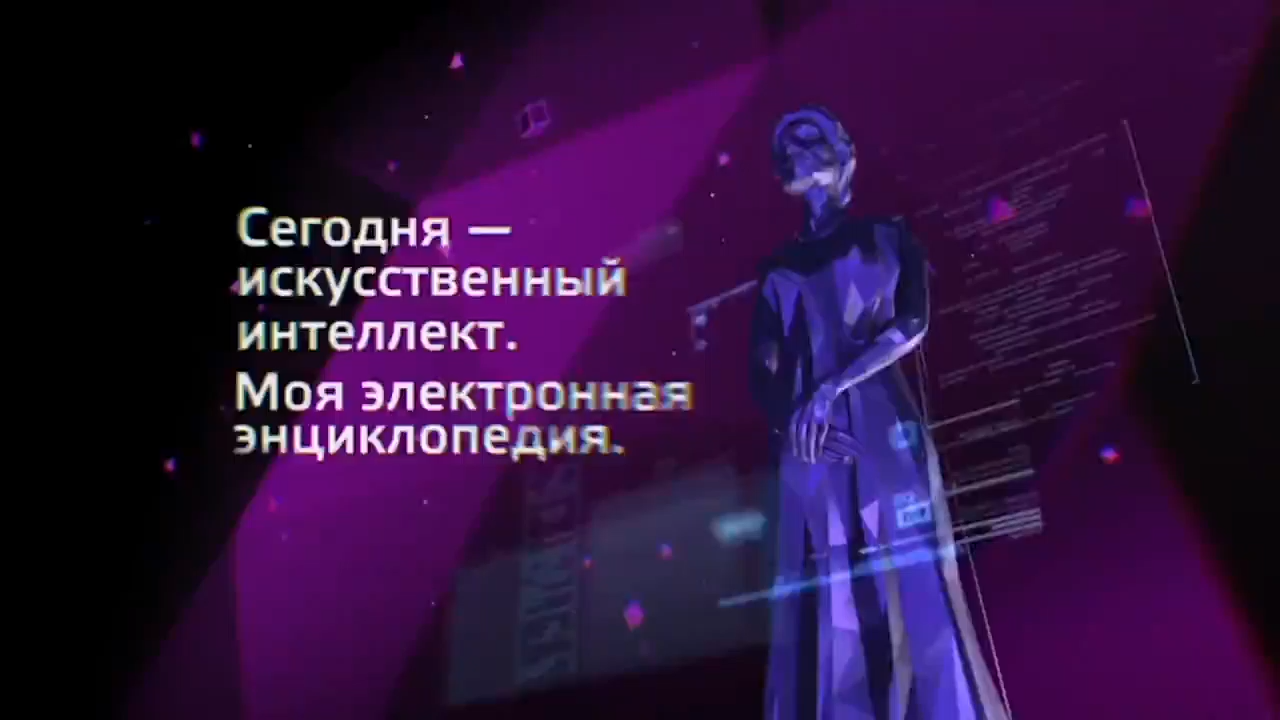 Сегодня —
искусственный
интеллект.
Моя электронная
энциклопедия.